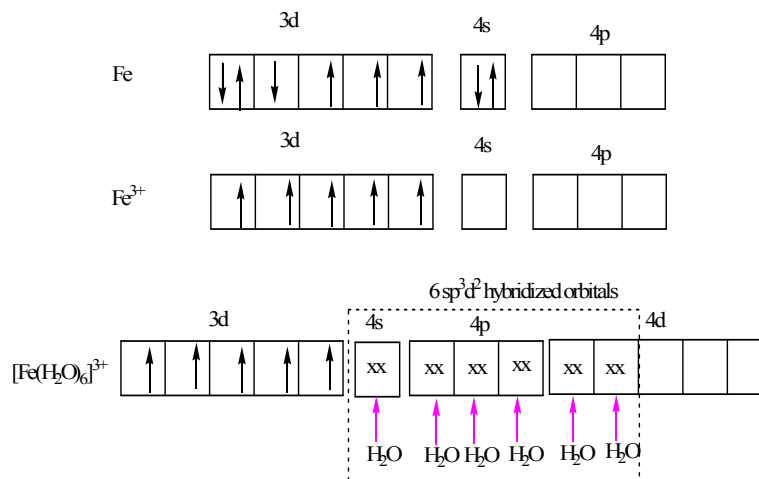 3d 4s 4p
Fe
3d 4s 4p
Fe³⁺
6 sp³d² hybridized orbitals
3d 4s 4p 4d
[Fe(H₂O)₆]³⁺ xx xx xx xx xx xx
H₂O H₂O H₂O H₂O H₂O H₂O